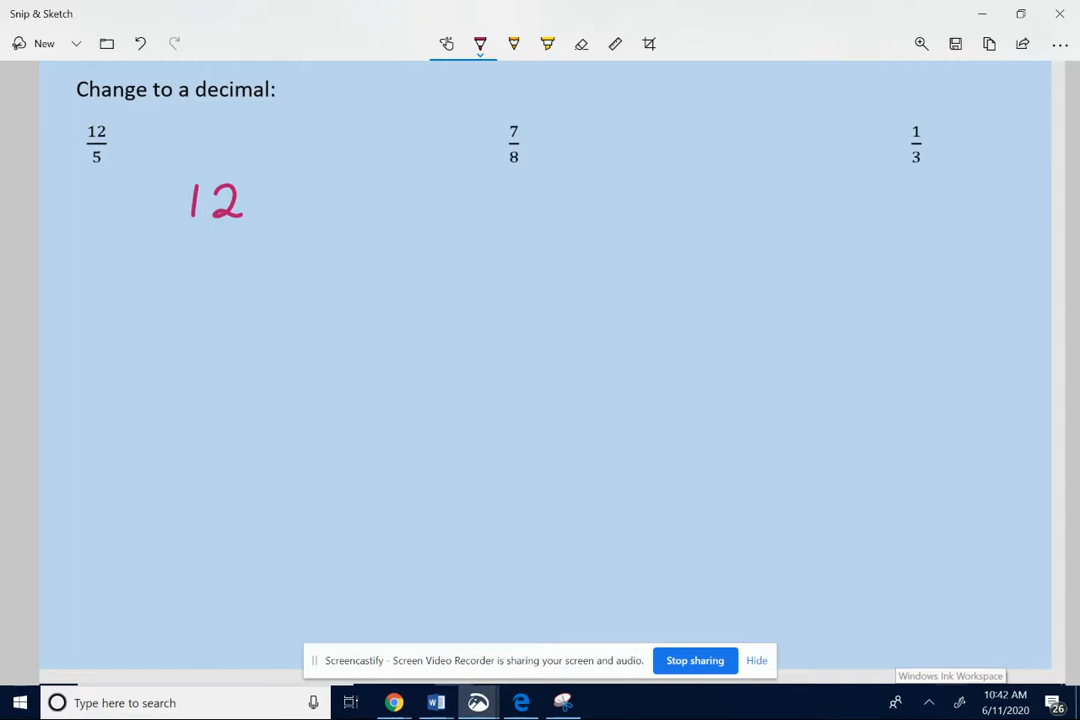 Snip & Sketch
New
Change to a decimal:
12/5 7/8 1/3
12
Screencastify - Screen Video Recorder is sharing your screen and audio. Stop sharing Hide
Windows Ink Workspace
Type here to search
10:42 AM
6/11/2020
26